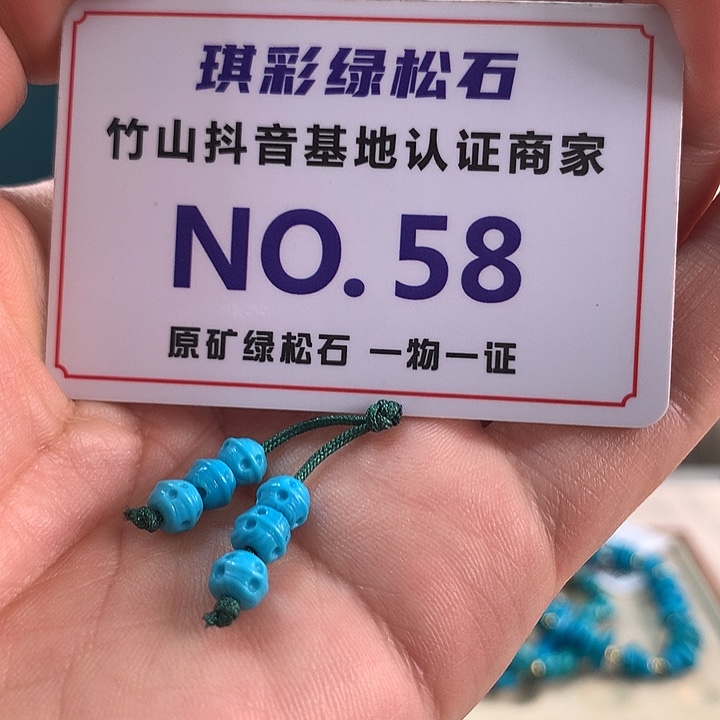 琪彩绿松石
竹山抖音基地认证商家
NO.58
原矿绿松石 一物一证